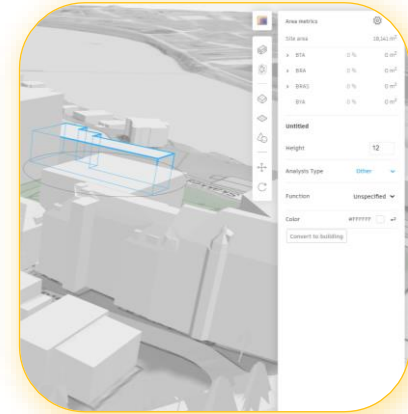 Area metrics
Site area 18,141 m²
BTA 0 % 0 m²
BRA 0 % 0 m²
BRAS 0 % 0 m²
BYA 0 % 0 m²
Untitled
Height 12
Analysis Type Other
Function Unspecified
Color #FFFFFF
Convert to building